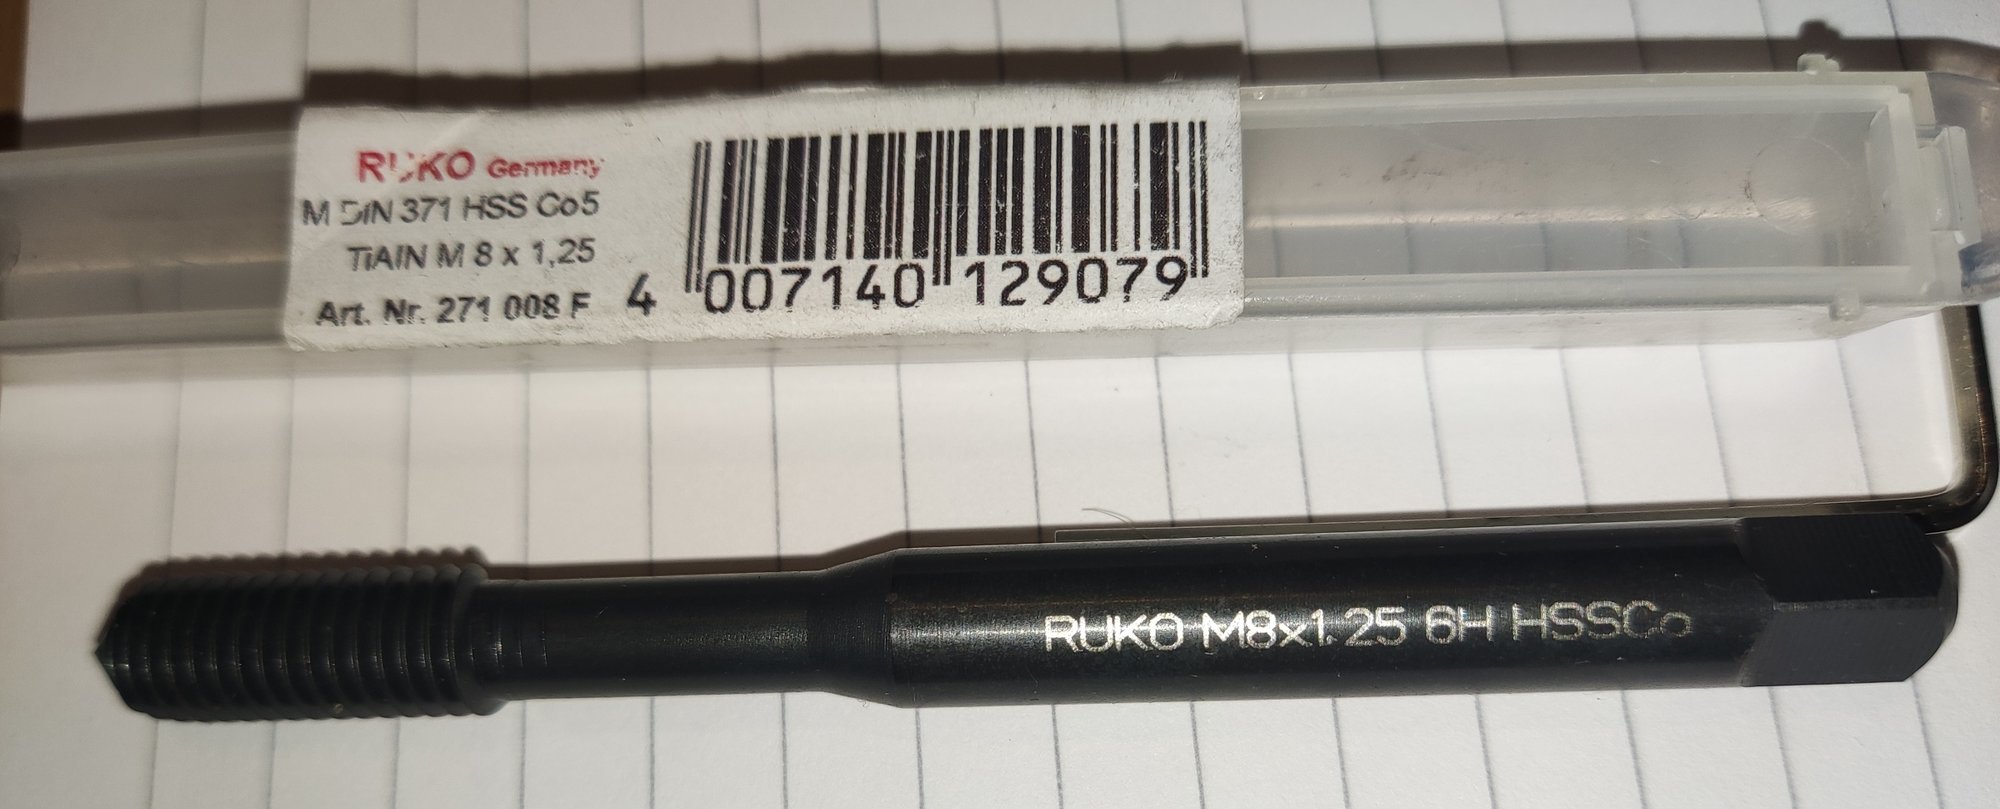 RUKO Germany
M DIN 371 HSS Co5
TiAlN M 8 x 1,25
Art. Nr. 271 008 F
4 007140 129079
RUKO M8x1.25 6H HSSCo